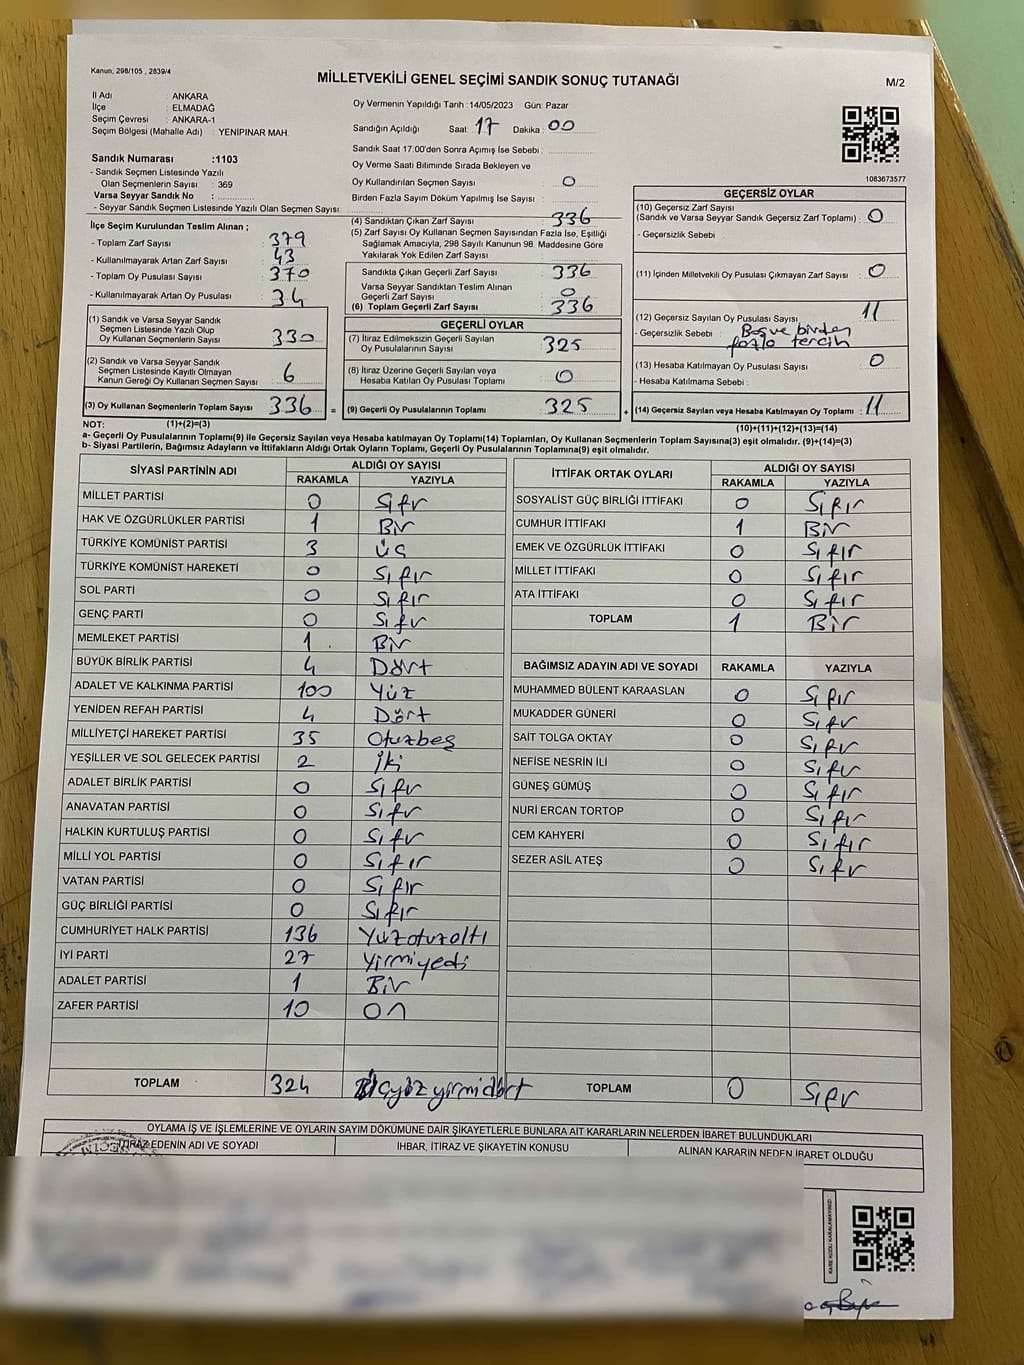 Kanun; 298/105 , 2839/4
MİLLETVEKİLİ GENEL SEÇİMİ SANDIK SONUÇ TUTANAĞI
M/2
İl Adı : ANKARA
İlçe : ELMADAĞ
Seçim Çevresi : ANKARA-1
Seçim Bölgesi (Mahalle Adı) : YENİPINAR MAH.
Sandık Numarası :1103
- Sandık Seçmen Listesinde Yazılı
Olan Seçmenlerin Sayısı : 369
Varsa Seyyar Sandık No :
- Seyyar Sandık Seçmen Listesinde Yazılı Olan Seçmen Sayısı:
Oy Vermenin Yapıldığı Tarih :14/05/2023 Gün: Pazar
Sandığın Açıldığı Saat: 17 Dakika : 00
Sandık Saat 17:00'den Sonra Açımış İse Sebebi :
Oy Verme Saati Bitiminde Sırada Bekleyen ve
Oy Kullandırılan Seçmen Sayısı : 0
Birden Fazla Sayım Döküm Yapılmış İse Sayısı :
1083673577
İlçe Seçim Kurulundan Teslim Alınan ;
- Toplam Zarf Sayısı : 379
- Kullanılmayarak Artan Zarf Sayısı : 43
- Toplam Oy Pusulası Sayısı : 370
- Kullanılmayarak Artan Oy Pusulası : 34
(1) Sandık ve Varsa Seyyar Sandık
Seçmen Listesinde Yazılı Olup
Oy Kullanan Seçmenlerin Sayısı : 330
(2) Sandık ve Varsa Seyyar Sandık
Seçmen Listesinde Kayıtlı Olmayan
Kanun Gereği Oy Kullanan Seçmen Sayısı : 6
(3) Oy Kullanan Seçmenlerin Toplam Sayısı : 336
(4) Sandıktan Çıkan Zarf Sayısı : 336
(5) Zarf Sayısı Oy Kullanan Seçmen Sayısından Fazla İse, Eşitliği
Sağlamak Amacıyla, 298 Sayılı Kanunun 98. Maddesine Göre
Yakılarak Yok Edilen Zarf Sayısı :
Sandıkta Çıkan Geçerli Zarf Sayısı : 336
Varsa Seyyar Sandıktan Teslim Alınan
Geçerli Zarf Sayısı : 0
(6) Toplam Geçerli Zarf Sayısı : 336
GEÇERLİ OYLAR
(7) İtiraz Edilmeksizin Geçerli Sayılan
Oy Pusulalarının Sayısı : 325
(8) İtiraz Üzerine Geçerli Sayılan veya
Hesaba Katılan Oy Pusulası Toplamı : 0
= (9) Geçerli Oy Pusulalarının Toplamı : 325
GEÇERSİZ OYLAR
(10) Geçersiz Zarf Sayısı
(Sandık ve Varsa Seyyar Sandık Geçersiz Zarf Toplamı) : 0
- Geçersizlik Sebebi :
(11) İçinden Milletvekili Oy Pusulası Çıkmayan Zarf Sayısı : 0
(12) Geçersiz Sayılan Oy Pusulası Sayısı : 11
- Geçersizlik Sebebi : Boş ve birden
fazla tercih
(13) Hesaba Katılmayan Oy Pusulası Sayısı : 0
- Hesaba Katılmama Sebebi :
+ (14) Geçersiz Sayılan veya Hesaba Katılmayan Oy Toplamı : 11
NOT: (1)+(2)=(3)
(10)+(11)+(12)+(13)=(14)
a- Geçerli Oy Pusulalarının Toplamı(9) ile Geçersiz Sayılan veya Hesaba katılmayan Oy Toplamı(14) Toplamları, Oy Kullanan Seçmenlerin Toplam Sayısına(3) eşit olmalıdır. (9)+(14)=(3)
b- Siyasi Partilerin, Bağımsız Adayların ve İttifakların Aldığı Ortak Oyların Toplamı, Geçerli Oy Pusulalarının Toplamına(9) eşit olmalıdır.
SİYASİ PARTİNİN ADI ALDIĞI OY SAYISI
RAKAMLA YAZIYLA
MİLLET PARTİSİ 0 Sıfır
HAK VE ÖZGÜRLÜKLER PARTİSİ 1 Bir
TÜRKİYE KOMÜNİST PARTİSİ 3 üç
TÜRKİYE KOMÜNİST HAREKETİ 0 Sıfır
SOL PARTİ 0 Sıfır
GENÇ PARTİ 0 Sıfır
MEMLEKET PARTİSİ 1 Bir
BÜYÜK BİRLİK PARTİSİ 4 Dört
ADALET VE KALKINMA PARTİSİ 100 Yüz
YENİDEN REFAH PARTİSİ 4 Dört
MİLLİYETÇİ HAREKET PARTİSİ 35 Otuzbeş
YEŞİLLER VE SOL GELECEK PARTİSİ 2 İki
ADALET BİRLİK PARTİSİ 0 Sıfır
ANAVATAN PARTİSİ 0 Sıfır
HALKIN KURTULUŞ PARTİSİ 0 Sıfır
MİLLİ YOL PARTİSİ 0 Sıfır
VATAN PARTİSİ 0 Sıfır
GÜÇ BİRLİĞİ PARTİSİ 0 Sıfır
CUMHURİYET HALK PARTİSİ 136 Yüzotuzaltı
İYİ PARTİ 27 Yirmiyedi
ADALET PARTİSİ 1 Bir
ZAFER PARTİSİ 10 On
TOPLAM 324 Üçyüzyirmidört
İTTİFAK ORTAK OYLARI ALDIĞI OY SAYISI
RAKAMLA YAZIYLA
SOSYALİST GÜÇ BİRLİĞİ İTTİFAKI 0 Sıfır
CUMHUR İTTİFAKI 1 Bir
EMEK VE ÖZGÜRLÜK İTTİFAKI 0 Sıfır
MİLLET İTTİFAKI 0 Sıfır
ATA İTTİFAKI 0 Sıfır
TOPLAM 1 Bir
BAĞIMSIZ ADAYIN ADI VE SOYADI RAKAMLA YAZIYLA
MUHAMMED BÜLENT KARAASLAN 0 Sıfır
MUKADDER GÜNERİ 0 Sıfır
SAİT TOLGA OKTAY 0 Sıfır
NEFİSE NESRİN İLİ 0 Sıfır
GÜNEŞ GÜMÜŞ 0 Sıfır
NURİ ERCAN TORTOP 0 Sıfır
CEM KAHYERİ 0 Sıfır
SEZER ASİL ATEŞ 0 Sıfır
TOPLAM 0 Sıfır
OYLAMA İŞ VE İŞLEMLERİNE VE OYLARIN SAYIM DÖKÜMÜNE DAİR ŞİKAYETLERLE BUNLARA AİT KARARLARIN NELERDEN İBARET BULUNDUKLARI
İTİRAZ EDENİN ADI VE SOYADI İHBAR, İTİRAZ VE ŞİKAYETİN KONUSU ALINAN KARARIN NEDEN İBARET OLDUĞU
KARE KODU KARALAMAYINIZ!